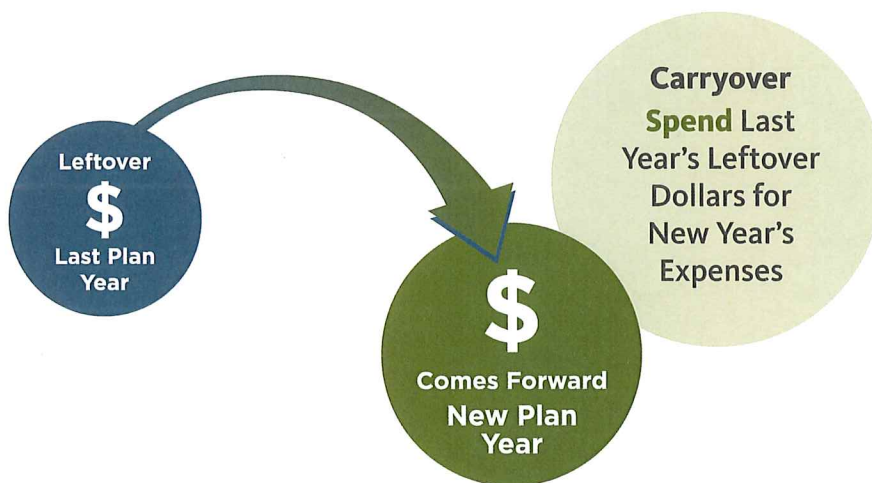 Leftover
$
Last Plan
Year
$
Comes Forward
New Plan
Year
Carryover
Spend Last
Year's Leftover
Dollars for
New Year's
Expenses